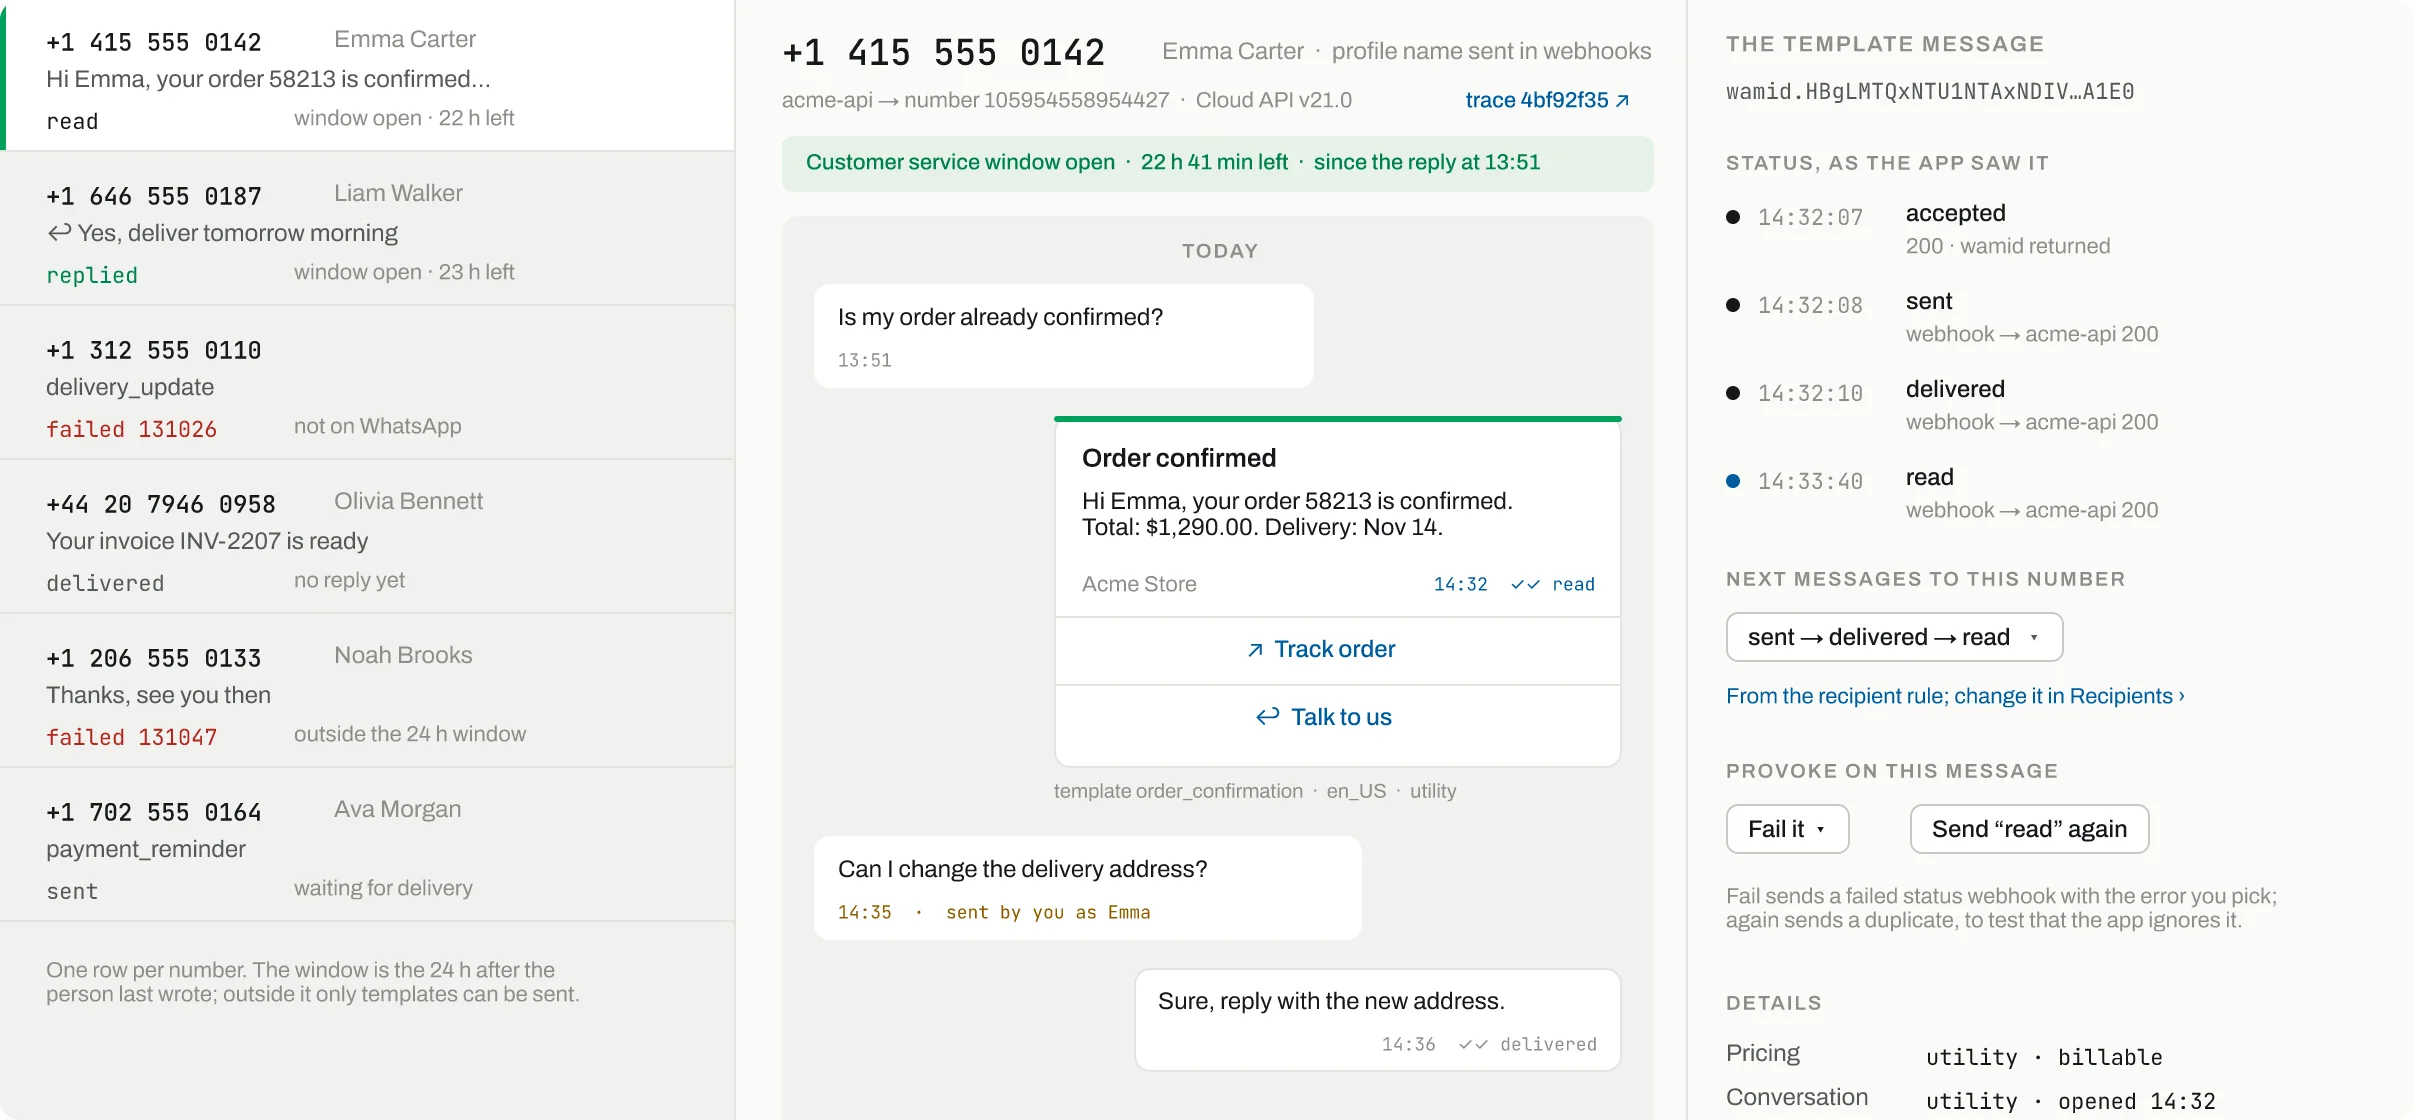 +1 415 555 0142 Emma Carter
Hi Emma, your order 58213 is confirmed…
read window open · 22 h left
+1 646 555 0187 Liam Walker
↩ Yes, deliver tomorrow morning
replied window open · 23 h left
+1 312 555 0110
delivery_update
failed 131026 not on WhatsApp
+44 20 7946 0958 Olivia Bennett
Your invoice INV-2207 is ready
delivered no reply yet
+1 206 555 0133 Noah Brooks
Thanks, see you then
failed 131047 outside the 24 h window
+1 702 555 0164 Ava Morgan
payment_reminder
sent waiting for delivery
One row per number. The window is the 24 h after the
person last wrote; outside it only templates can be sent.
+1 415 555 0142 Emma Carter · profile name sent in webhooks
acme-api → number 105954558954427 · Cloud API v21.0 trace 4bf92f35 ↗
Customer service window open · 22 h 41 min left · since the reply at 13:51
TODAY
Is my order already confirmed?
13:51
Order confirmed
Hi Emma, your order 58213 is confirmed.
Total: $1,290.00. Delivery: Nov 14.
Acme Store 14:32 ✓✓ read
↗ Track order
↩ Talk to us
template order_confirmation · en_US · utility
Can I change the delivery address?
14:35 · sent by you as Emma
Sure, reply with the new address.
14:36 ✓✓ delivered
THE TEMPLATE MESSAGE
wamid.HBgLMTQxNTU1NTAxNDIV…A1E0
STATUS, AS THE APP SAW IT
14:32:07 accepted
200 · wamid returned
14:32:08 sent
webhook → acme-api 200
14:32:10 delivered
webhook → acme-api 200
14:33:40 read
webhook → acme-api 200
NEXT MESSAGES TO THIS NUMBER
sent → delivered → read ▾
From the recipient rule; change it in Recipients ›
PROVOKE ON THIS MESSAGE
Fail it ▾ Send “read” again
Fail sends a failed status webhook with the error you pick;
again sends a duplicate, to test that the app ignores it.
DETAILS
Pricing utility · billable
Conversation utility · opened 14:32